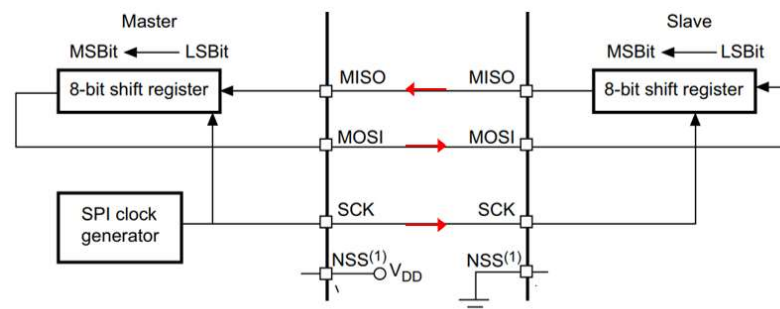 Master
Slave
MSBit LSBit
MSBit LSBit
8-bit shift register
MISO
MISO
8-bit shift register
MOSI
MOSI
SPI clock
generator
SCK
SCK
NSS(1)
VDD
NSS(1)